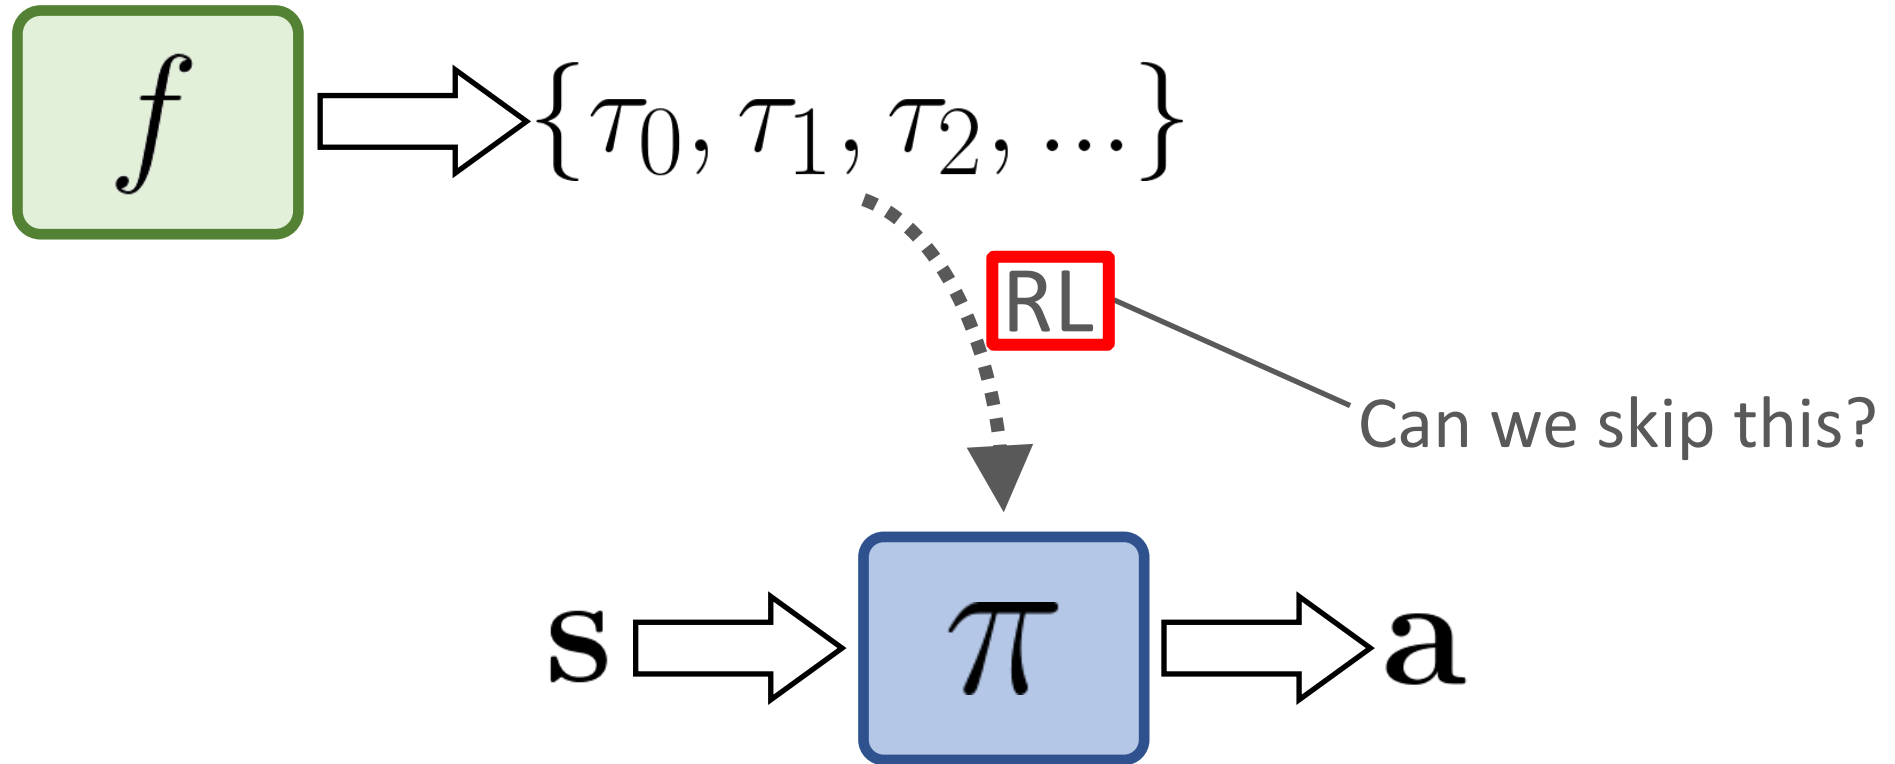 f
{τ₀, τ₁, τ₂, ...}
RL
Can we skip this?
s
π
a